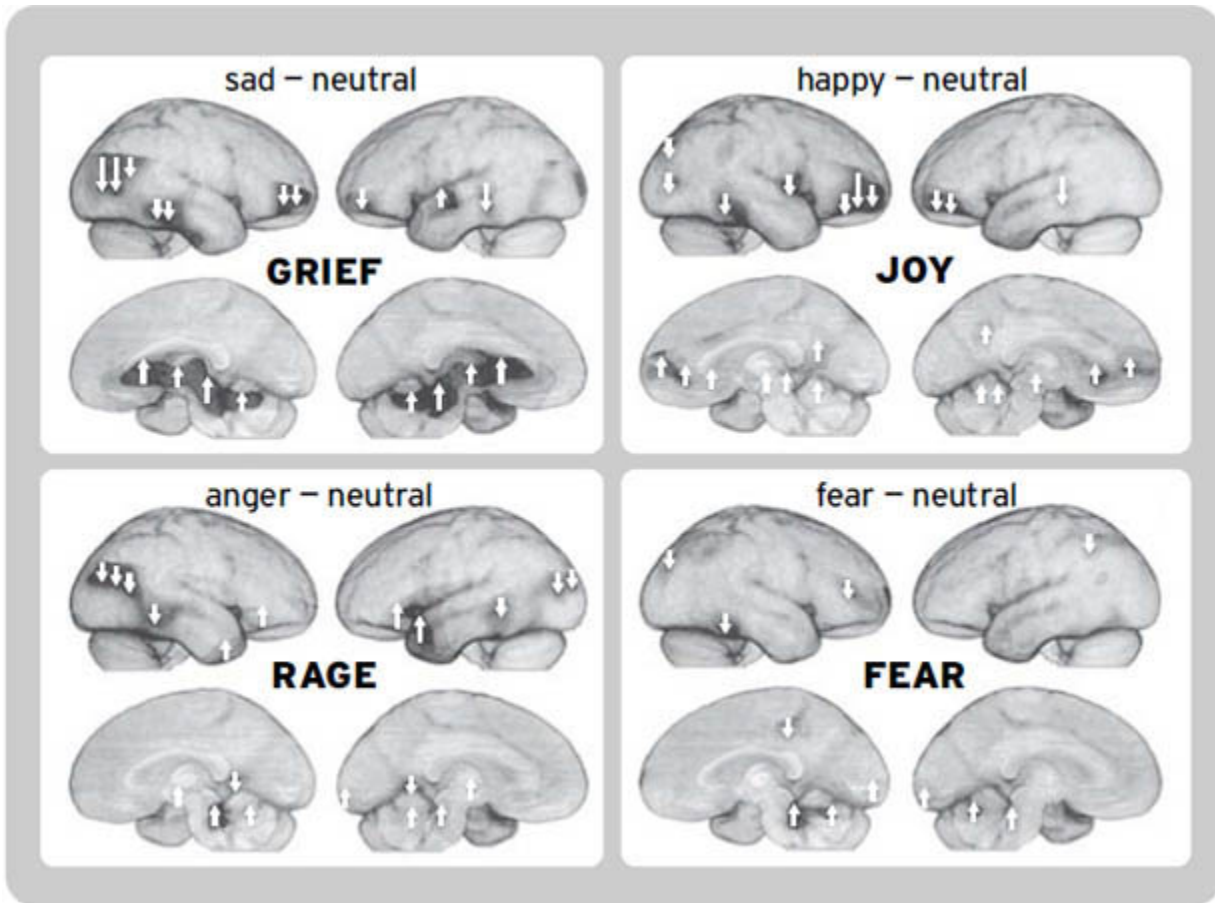 sad – neutral
GRIEF
happy – neutral
JOY
anger – neutral
RAGE
fear – neutral
FEAR